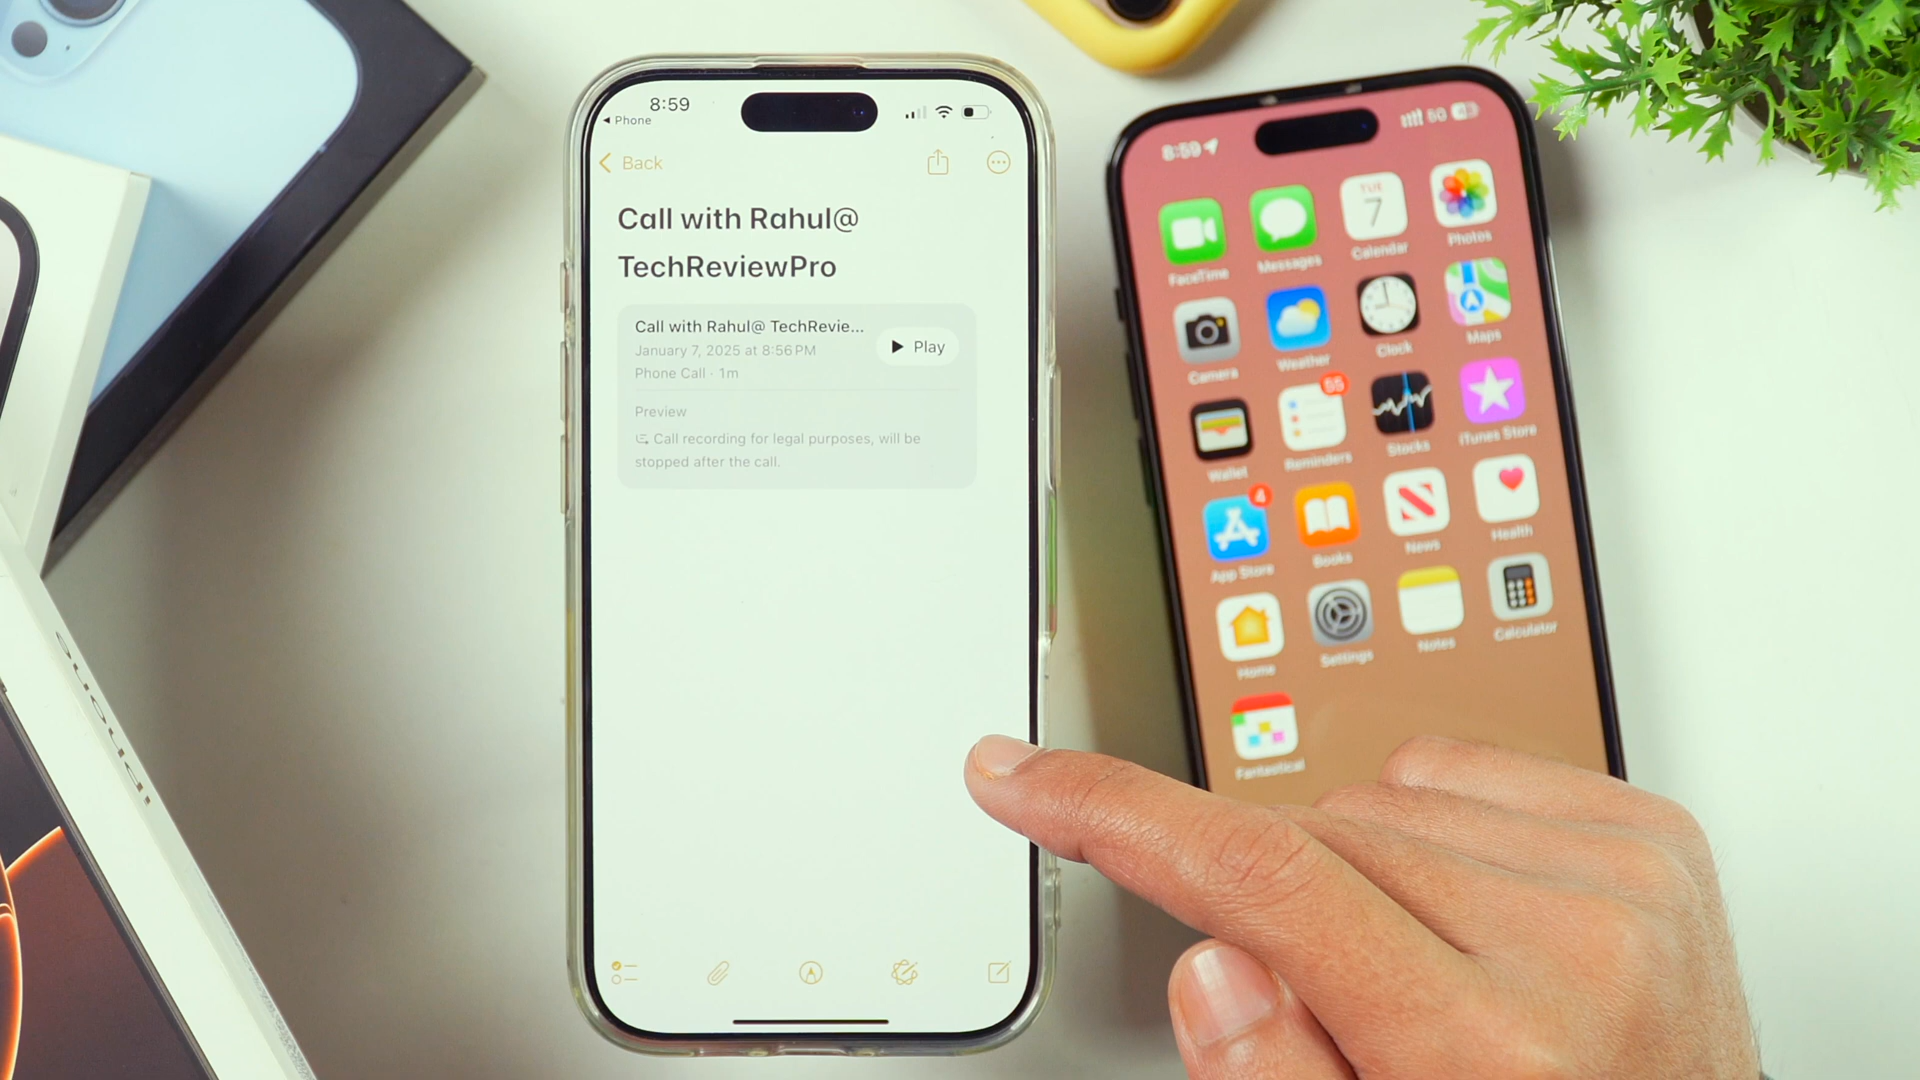 8:59
◀ Phone
Back
Call with Rahul@
TechReviewPro
Call with Rahul@ TechRevie...
January 7, 2025 at 8:56 PM
Phone Call · 1m
Play
Preview
Call recording for legal purposes, will be
stopped after the call.
8:59
5G
FaceTime
Messages
TUE
7
Calendar
Photos
Camera
Weather
Clock
Maps
Wallet
55
Reminders
Stocks
iTunes Store
4
App Store
Books
News
Health
Home
Settings
Notes
Calculator
Fantastical
iPhone